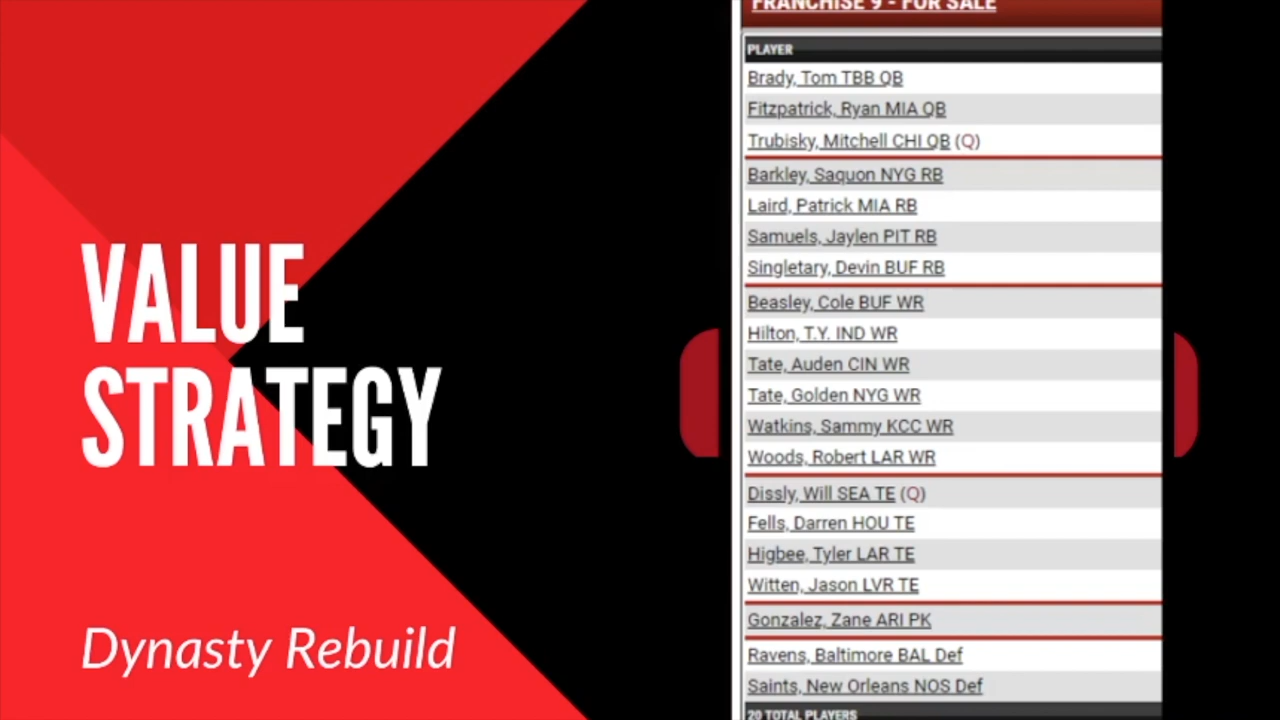 VALUE
STRATEGY
Dynasty Rebuild
FRANCHISE 9 - FOR SALE
PLAYER
Brady, Tom TBB QB
Fitzpatrick, Ryan MIA QB
Trubisky, Mitchell CHI QB (Q)
Barkley, Saquon NYG RB
Laird, Patrick MIA RB
Samuels, Jaylen PIT RB
Singletary, Devin BUF RB
Beasley, Cole BUF WR
Hilton, T.Y. IND WR
Tate, Auden CIN WR
Tate, Golden NYG WR
Watkins, Sammy KCC WR
Woods, Robert LAR WR
Dissly, Will SEA TE (Q)
Fells, Darren HOU TE
Higbee, Tyler LAR TE
Witten, Jason LVR TE
Gonzalez, Zane ARI PK
Ravens, Baltimore BAL Def
Saints, New Orleans NOS Def
20 TOTAL PLAYERS